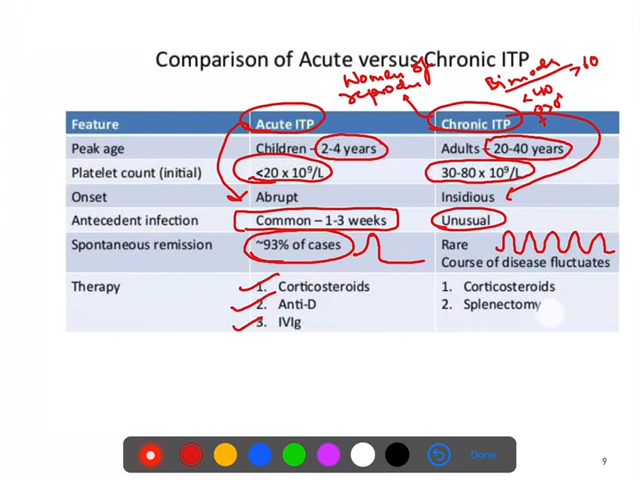 Comparison of Acute versus Chronic ITP
Women of
reprodu
Bimodal
>60
<40
Feature Acute ITP Chronic ITP
Peak age Children – 2-4 years Adults – 20-40 years
Platelet count (initial) <20 x 10⁹/L 30-80 x 10⁹/L
Onset Abrupt Insidious
Antecedent infection Common – 1-3 weeks Unusual
Spontaneous remission ~93% of cases Rare
Course of disease fluctuates
Therapy 1. Corticosteroids 1. Corticosteroids
2. Anti-D 2. Splenectomy
3. IVIg
Done
9